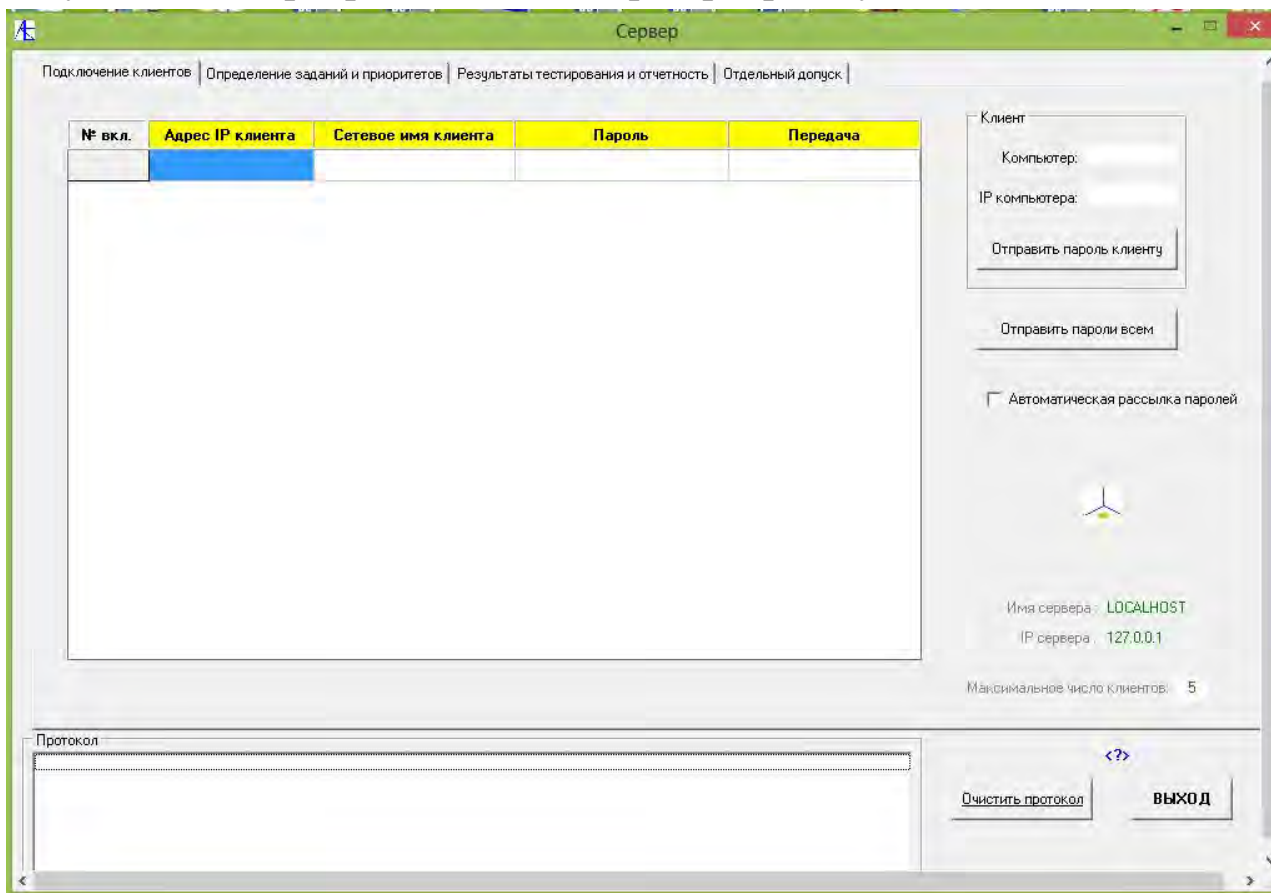 Сервер
Подключение клиентов Определение заданий и приоритетов Результаты тестирования и отчетность Отдельный допуск
№ вкл. Адрес IP клиента Сетевое имя клиента Пароль Передача
Клиент
Компьютер:
IP компьютера:
Отправить пароль клиенту
Отправить пароли всем
Автоматическая рассылка паролей
Имя сервера : LOCALHOST
IP сервера : 127.0.0.1
Максимальное число клиентов: 5
Протокол
<?>
Очистить протокол ВЫХОД